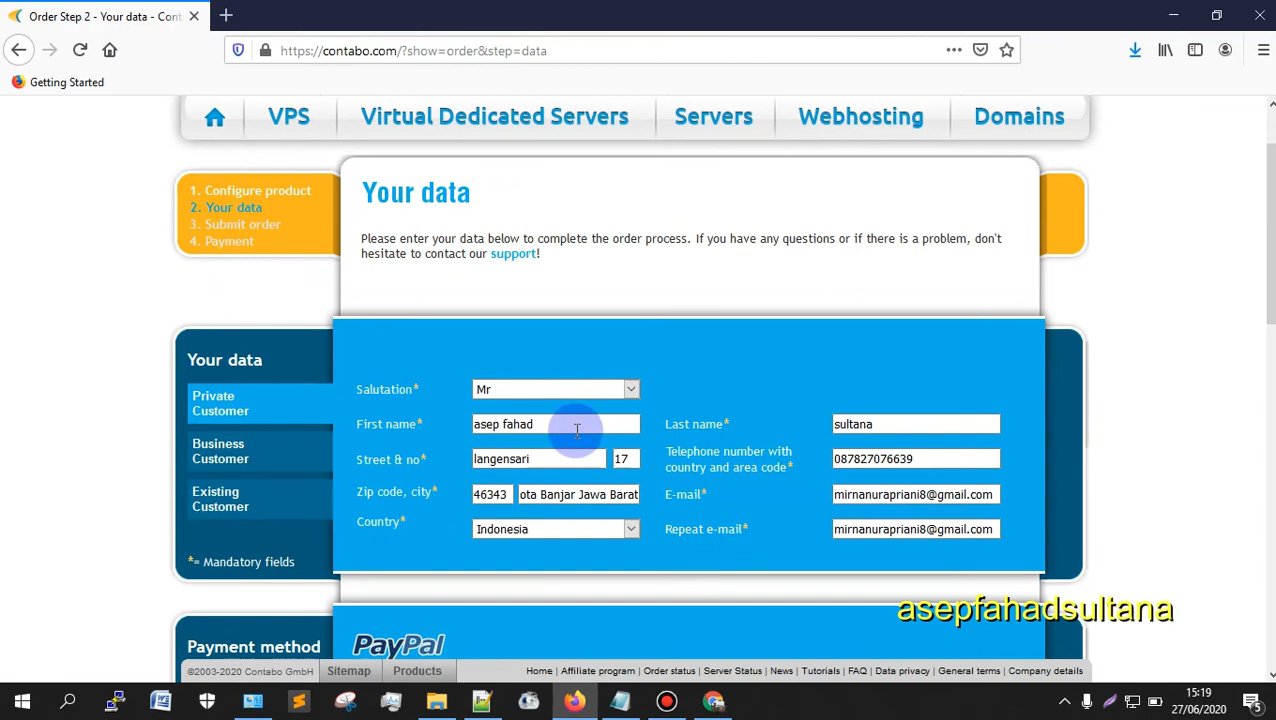 Order Step 2 - Your data - Cont
https://contabo.com/?show=order&step=data
Getting Started
VPS
Virtual Dedicated Servers
Servers
Webhosting
Domains
1. Configure product
2. Your data
3. Submit order
4. Payment
Your data
Please enter your data below to complete the order process. If you have any questions or if there is a problem, don't
hesitate to contact our support!
Your data
Private
Customer
Business
Customer
Existing
Customer
*= Mandatory fields
Salutation*
Mr
First name*
asep fahad
Last name*
sultana
Street & no*
langensari
17
Telephone number with
country and area code*
087827076639
Zip code, city*
46343
ota Banjar Jawa Barat
E-mail*
mirnanurapriani8@gmail.com
Country*
Indonesia
Repeat e-mail*
mirnanurapriani8@gmail.com
asepfahadsultana
Payment method
PayPal
©2003-2020 Contabo GmbH
Sitemap
Products
Home | Affiliate program | Order status | Server Status | News | Tutorials | FAQ | Data privacy | General terms | Company details
15:19
27/06/2020
5